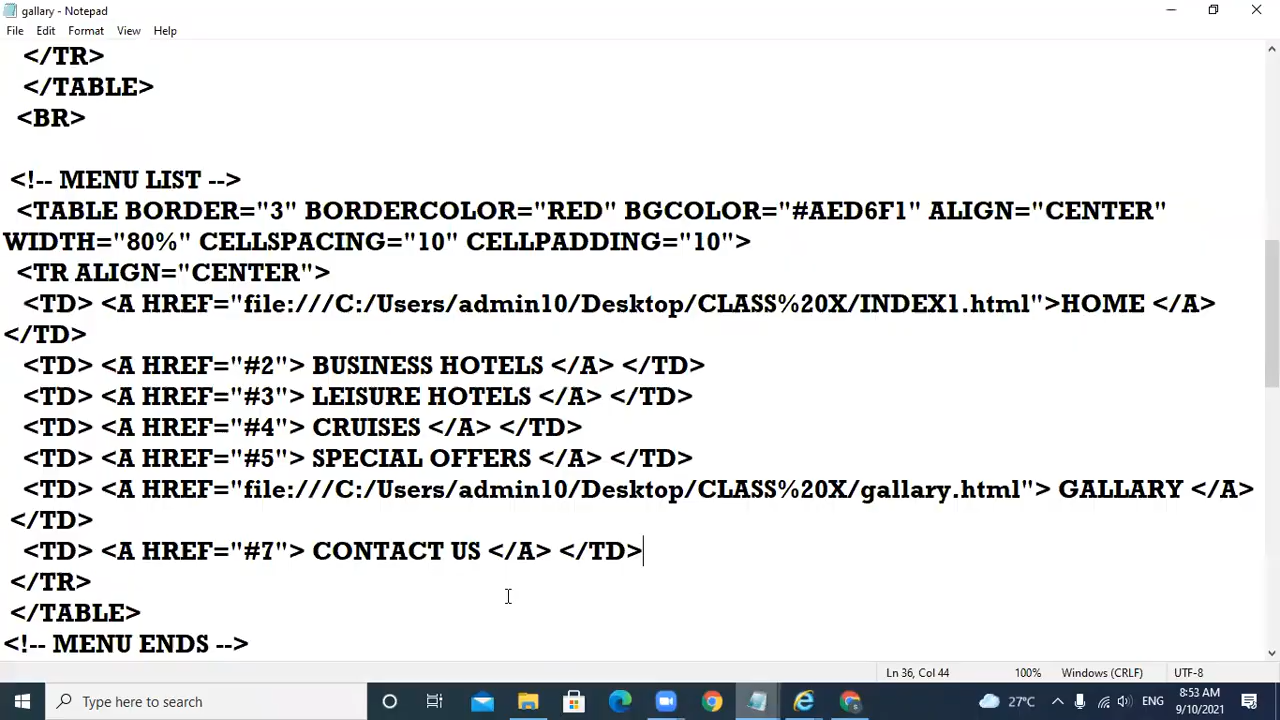 gallary - Notepad
File Edit Format View Help
</TR>
</TABLE>
<BR>
<!-- MENU LIST -->
<TABLE BORDER="3" BORDERCOLOR="RED" BGCOLOR="#AED6F1" ALIGN="CENTER"
WIDTH="80%" CELLSPACING="10" CELLPADDING="10">
<TR ALIGN="CENTER">
<TD> <A HREF="file:///C:/Users/admin10/Desktop/CLASS%20X/INDEX1.html">HOME </A>
</TD>
<TD> <A HREF="#2"> BUSINESS HOTELS </A> </TD>
<TD> <A HREF="#3"> LEISURE HOTELS </A> </TD>
<TD> <A HREF="#4"> CRUISES </A> </TD>
<TD> <A HREF="#5"> SPECIAL OFFERS </A> </TD>
<TD> <A HREF="file:///C:/Users/admin10/Desktop/CLASS%20X/gallary.html"> GALLARY </A>
</TD>
<TD> <A HREF="#7"> CONTACT US </A> </TD>
</TR>
</TABLE>
<!-- MENU ENDS -->
Ln 36, Col 44 100% Windows (CRLF) UTF-8
Type here to search 27°C ENG 8:53 AM
9/10/2021